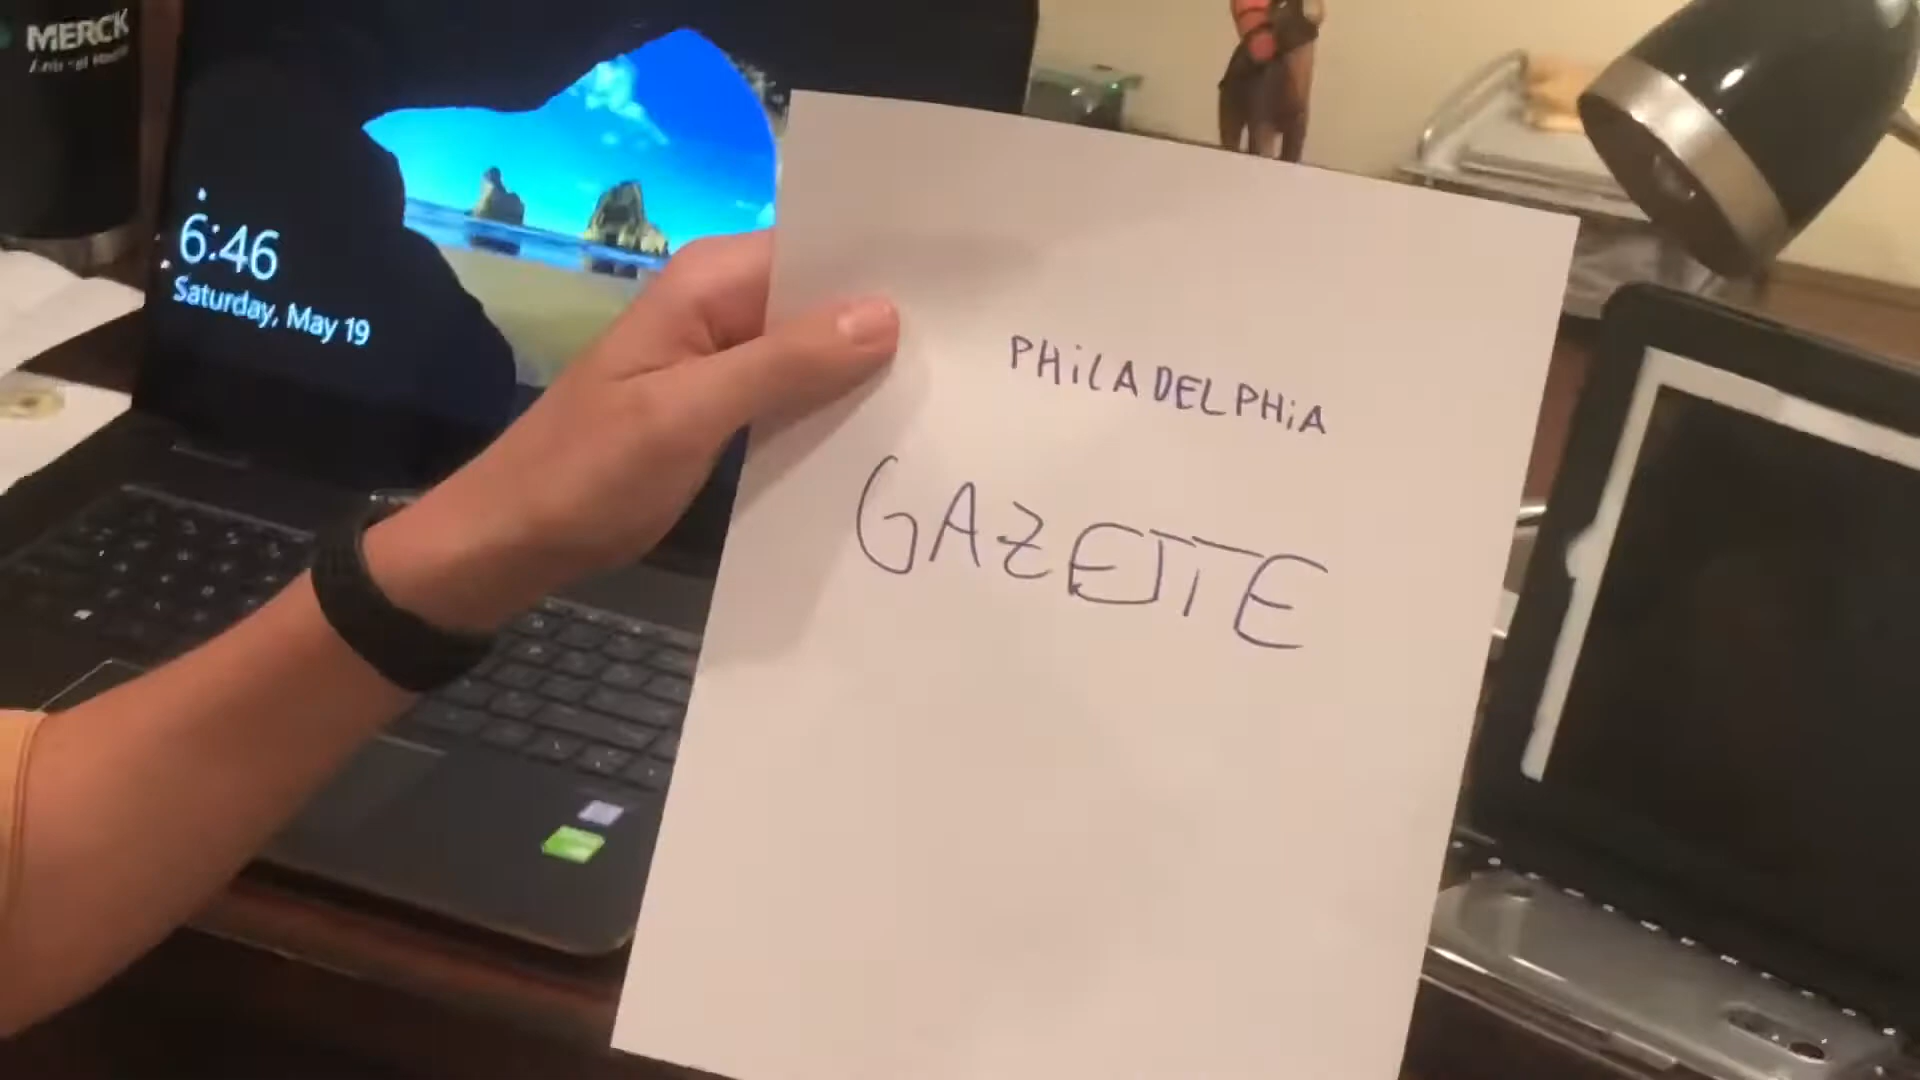 MERCK
6:46
Saturday, May 19
PHiLADELPHiA
GAZETTE